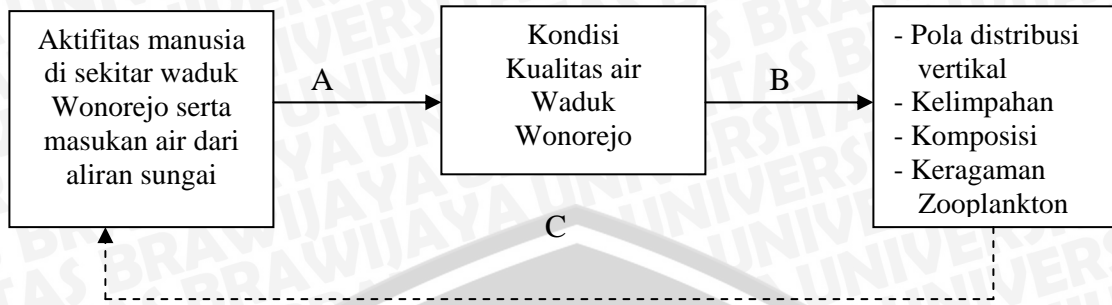 Aktifitas manusia
di sekitar waduk
Wonorejo serta
masukan air dari
aliran sungai
A
Kondisi
Kualitas air
Waduk
Wonorejo
B
- Pola distribusi
vertikal
- Kelimpahan
- Komposisi
- Keragaman
Zooplankton
C